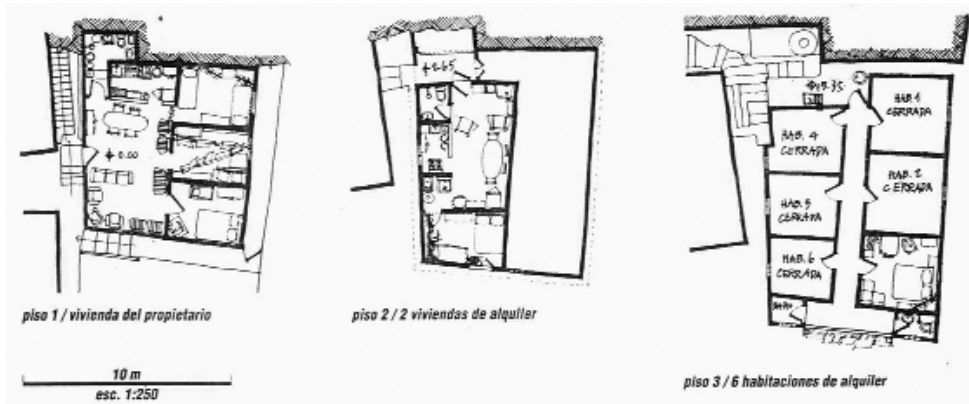 + 0.00
piso 1 / vivienda del propietario
10 m
esc. 1:250
+2.65
piso 2 / 2 viviendas de alquiler
HAB. 1
CERRADA
HAB. 4
CERRADA
HAB. 2
CERRADA
HAB. 5
CERRADA
HAB. 6
CERRADA
piso 3 / 6 habitaciones de alquiler